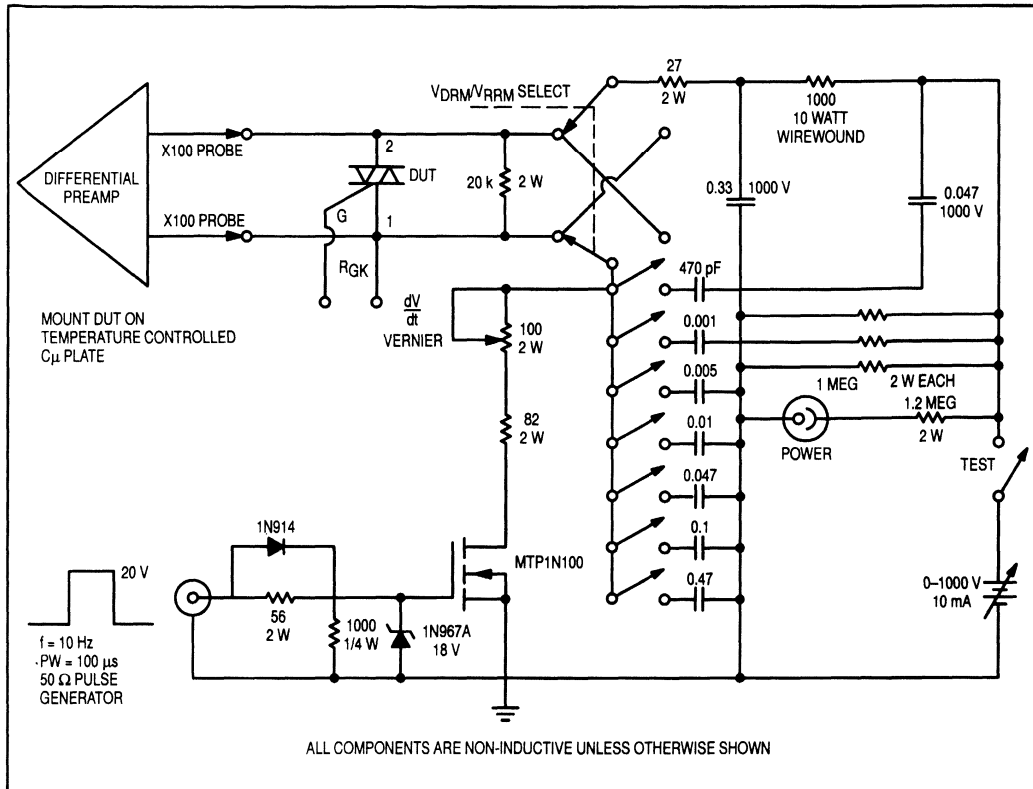 27
2 W
VDRM/VRRM SELECT
1000
10 WATT
WIREWOUND
X100 PROBE
2
DIFFERENTIAL
PREAMP
DUT
20 k
2 W
0.33
1000 V
0.047
1000 V
X100 PROBE
G
1
RGK
470 pF
dV
dt
VERNIER
100
2 W
0.001
MOUNT DUT ON
TEMPERATURE CONTROLLED
Cµ PLATE
0.005
1 MEG
2 W EACH
82
2 W
0.01
1.2 MEG
2 W
POWER
TEST
0.047
1N914
MTP1N100
0.1
20 V
0.47
0–1000 V
10 mA
56
2 W
1000
1/4 W
1N967A
18 V
f = 10 Hz
PW = 100 µs
50 Ω PULSE
GENERATOR
ALL COMPONENTS ARE NON-INDUCTIVE UNLESS OTHERWISE SHOWN